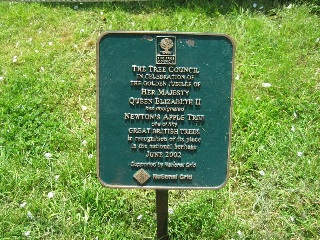 THE TREE COUNCIL
IN CELEBRATION OF
THE GOLDEN JUBILEE OF
HER MAJESTY
QUEEN ELIZABETH II
has designated
NEWTON'S APPLE TREE
one of fifty
GREAT BRITISH TREES
in recognition of its place
in the national heritage
JUNE 2002
Supported by National Grid
National Grid